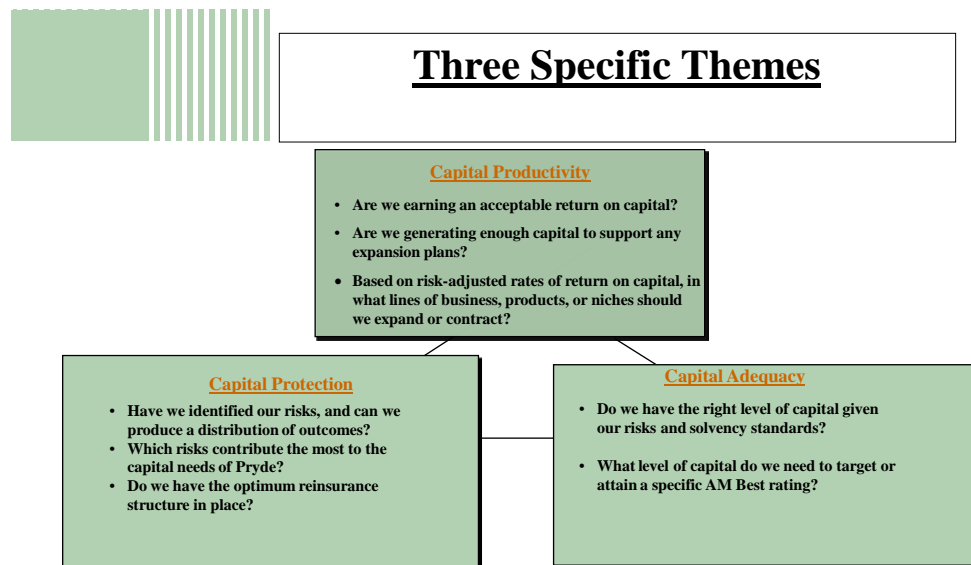 Three Specific Themes
Capital Productivity
• Are we earning an acceptable return on capital?
• Are we generating enough capital to support any
expansion plans?
• Based on risk-adjusted rates of return on capital, in
what lines of business, products, or niches should
we expand or contract?
Capital Protection
• Have we identified our risks, and can we
produce a distribution of outcomes?
• Which risks contribute the most to the
capital needs of Pryde?
• Do we have the optimum reinsurance
structure in place?
Capital Adequacy
• Do we have the right level of capital given
our risks and solvency standards?
• What level of capital do we need to target or
attain a specific AM Best rating?